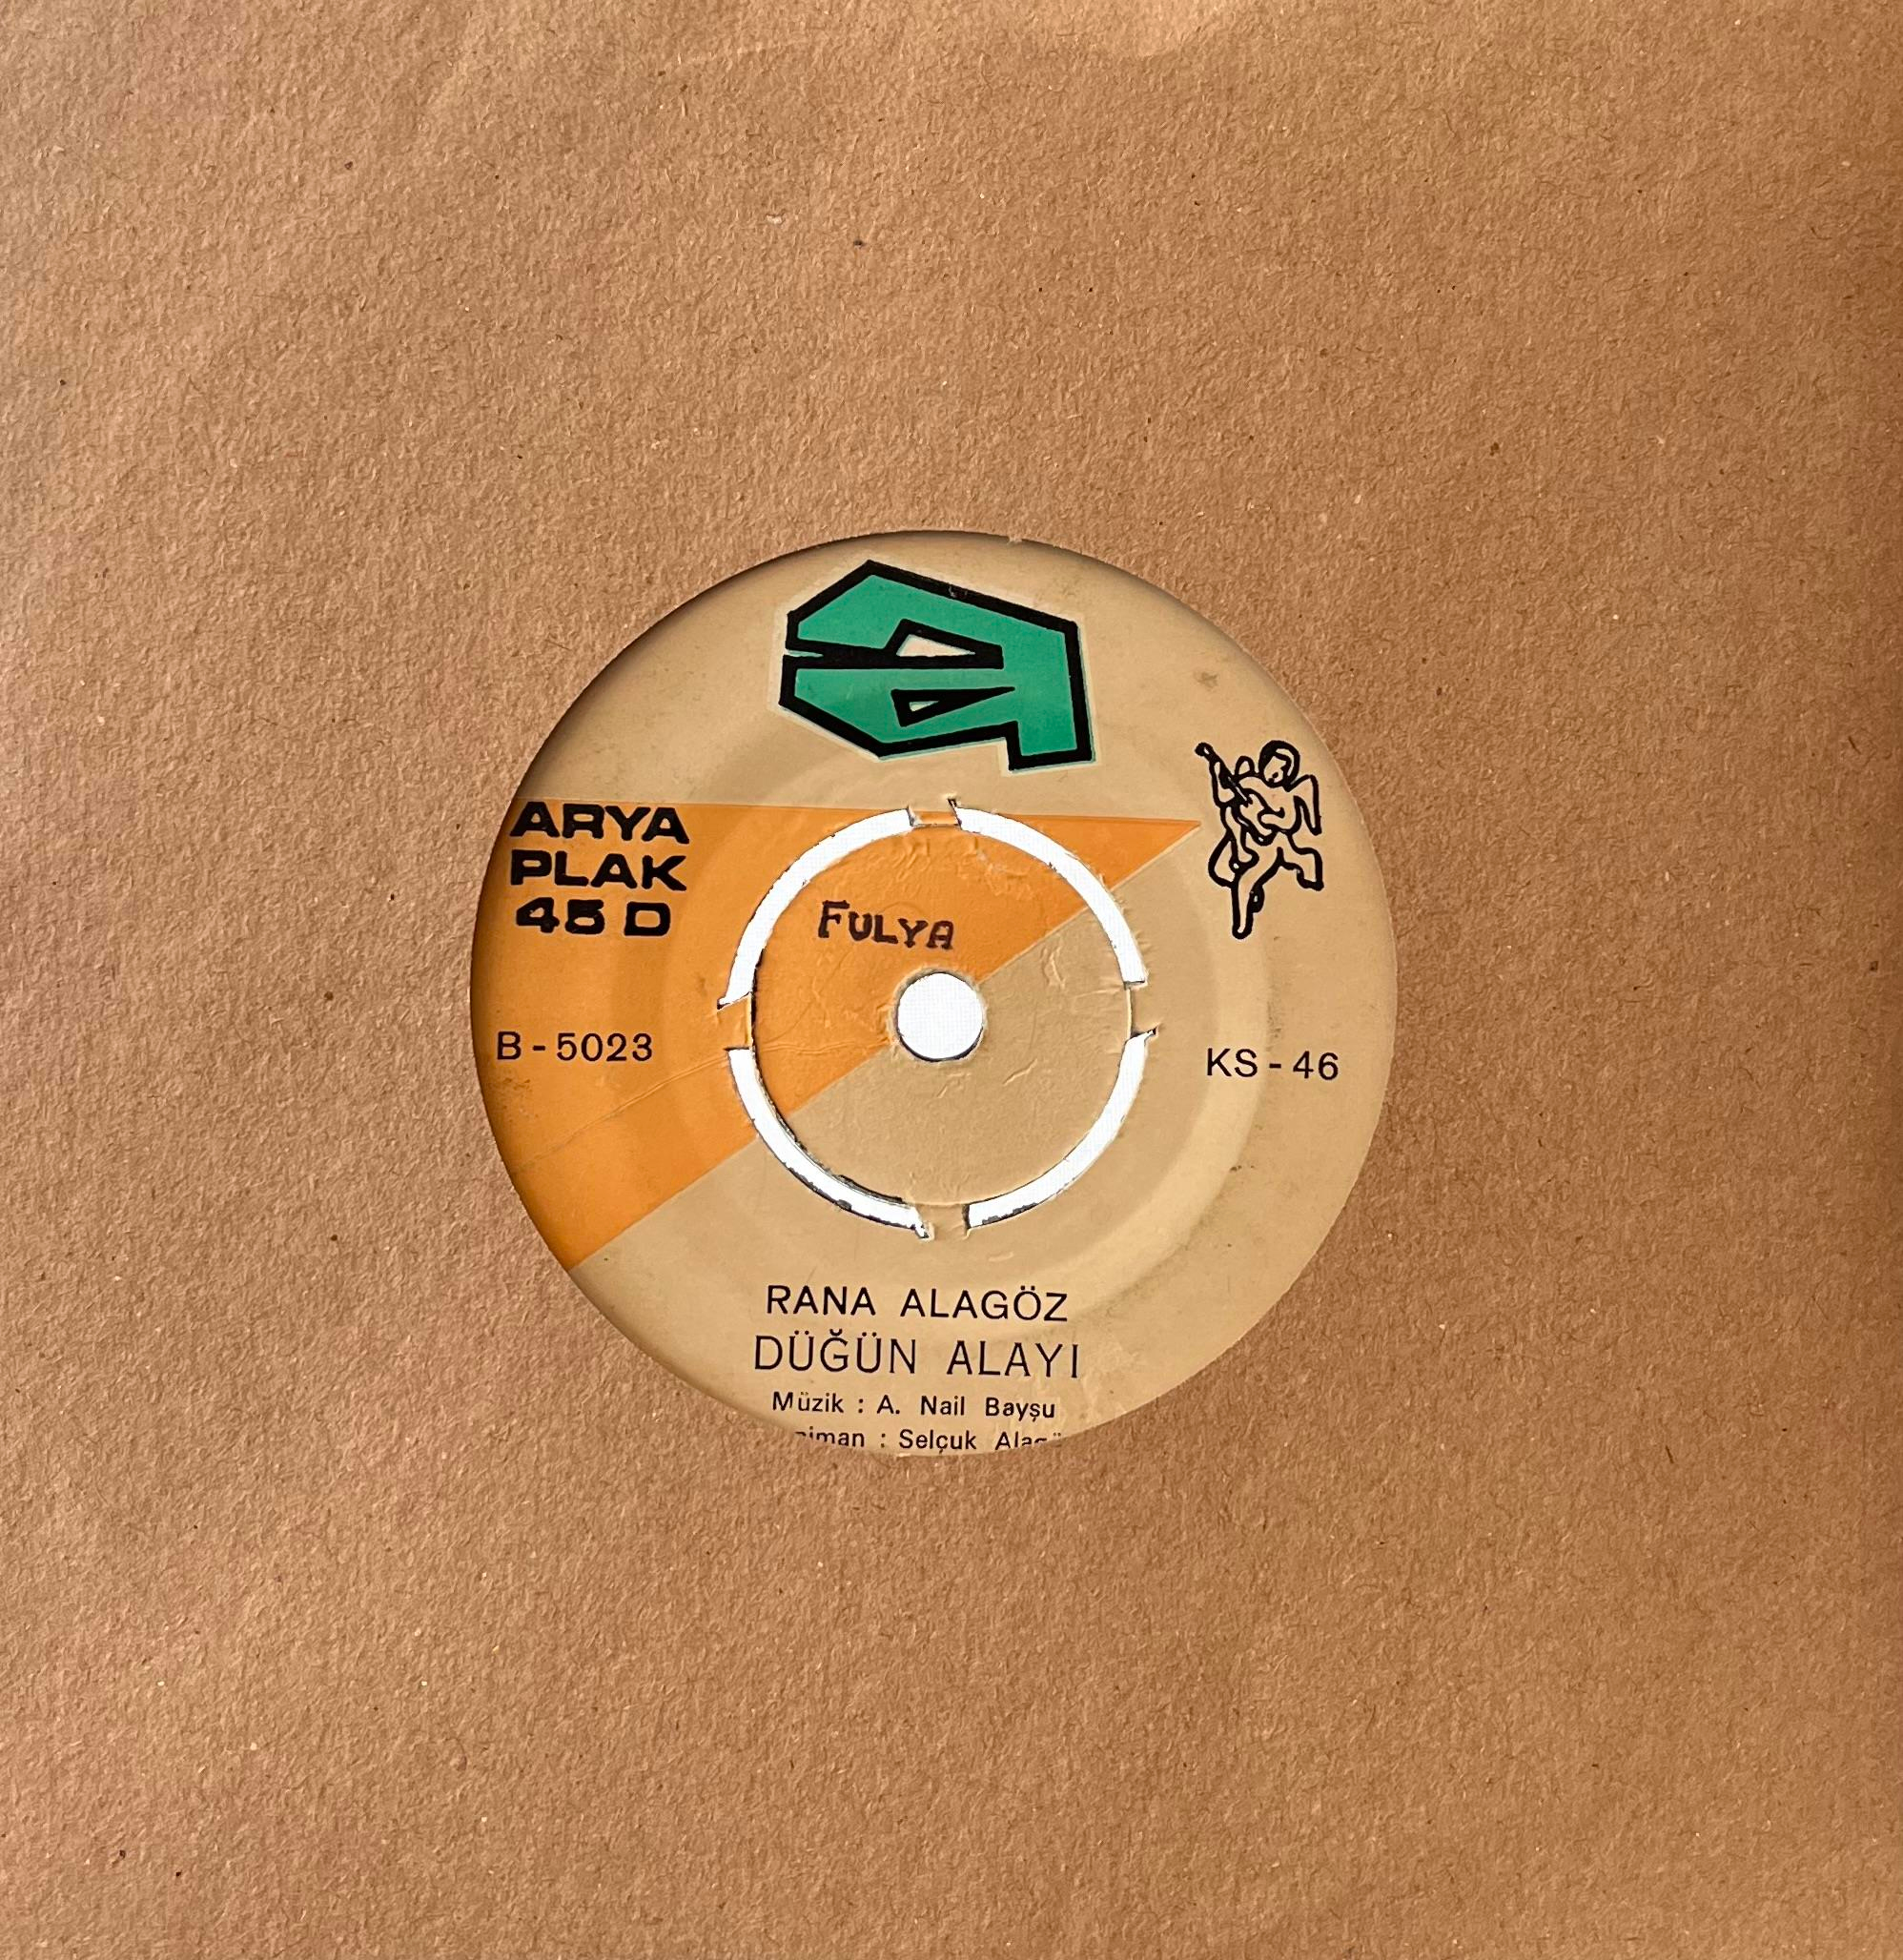 ARYA
PLAK
45 D
FULYA
B - 5023
KS - 46
RANA ALAGÖZ
DÜĞÜN ALAYI
Müzik : A. Nail Bayşu
: Selçuk